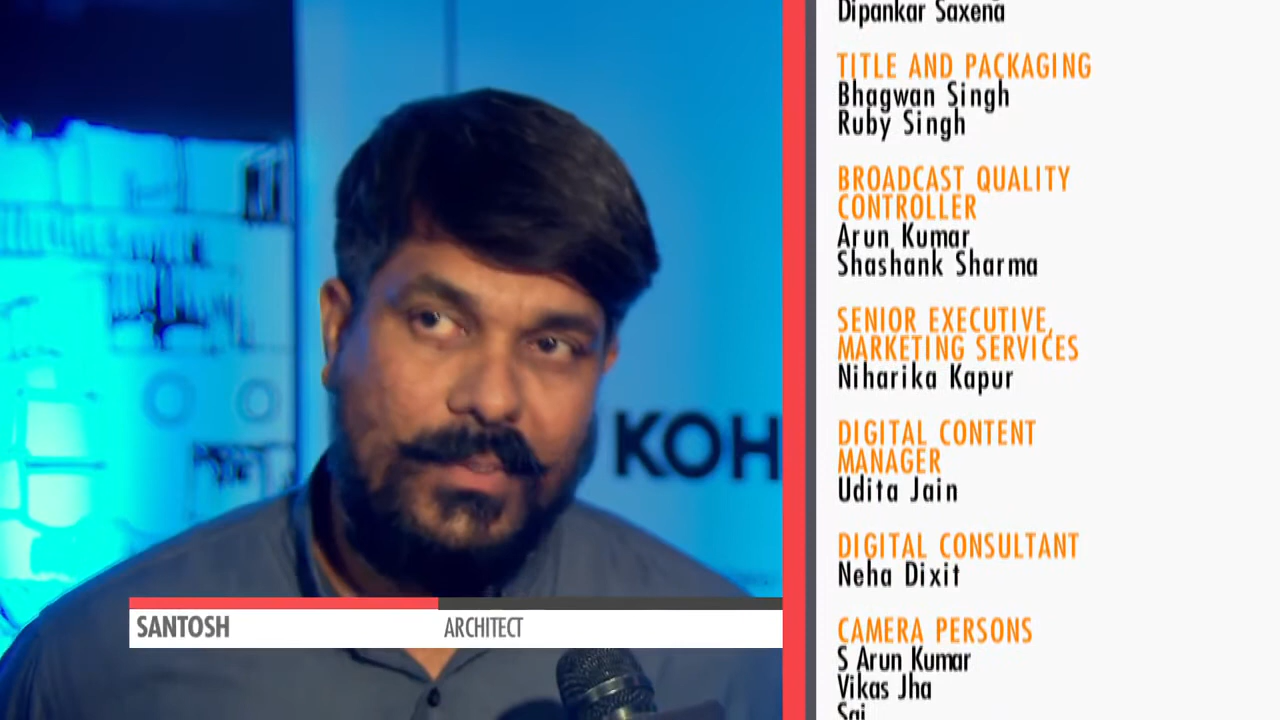 KOH
SANTOSH
ARCHITECT
Dipankar Saxena
TITLE AND PACKAGING
Bhagwan Singh
Ruby Singh
BROADCAST QUALITY
CONTROLLER
Arun Kumar
Shashank Sharma
SENIOR EXECUTIVE,
MARKETING SERVICES
Niharika Kapur
DIGITAL CONTENT
MANAGER
Udita Jain
DIGITAL CONSULTANT
Neha Dixit
CAMERA PERSONS
S Arun Kumar
Vikas Jha
Sai